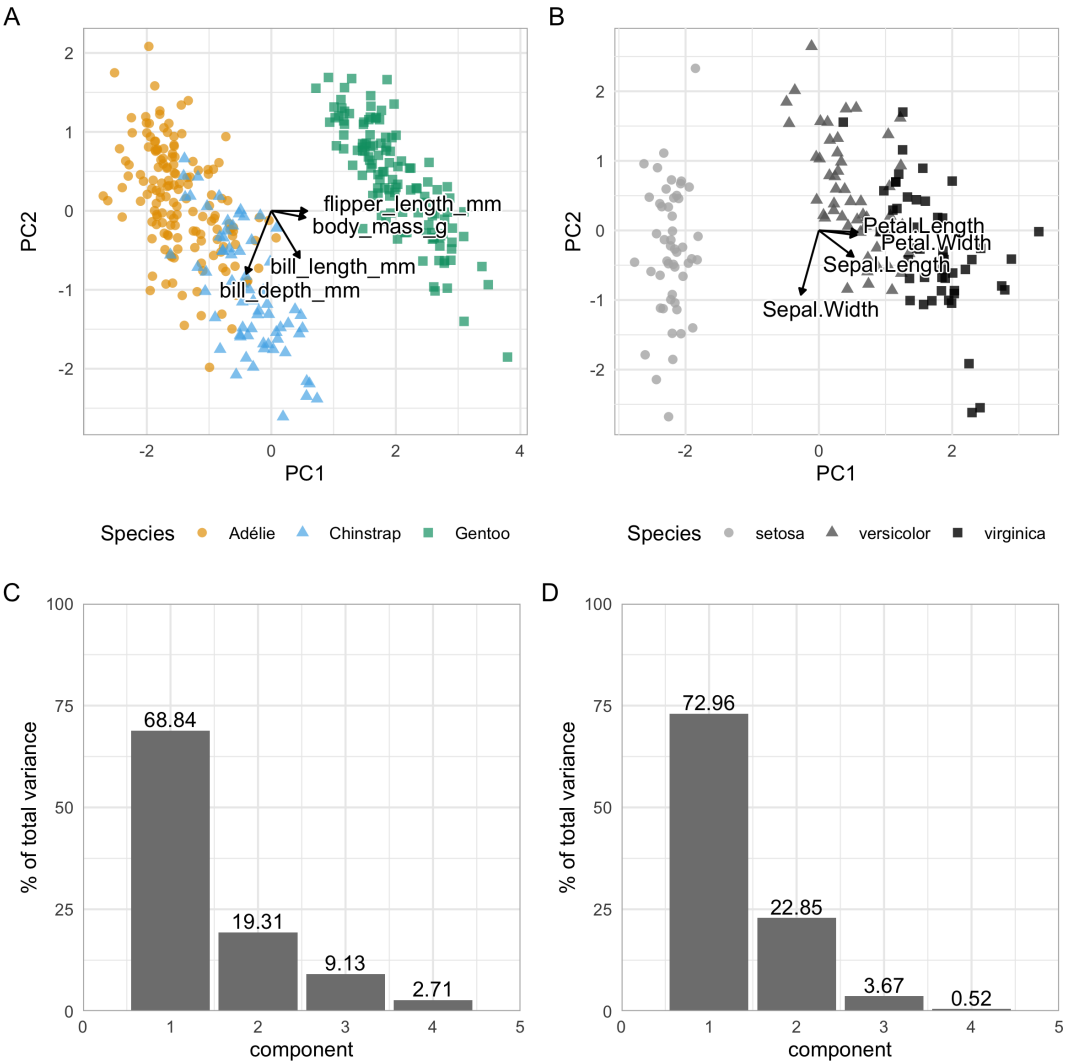 A
PC2
2
1
0
-1
-2
flipper_length_mm
body_mass_g
bill_length_mm
bill_depth_mm
-2 0 2 4
PC1
Species Adélie Chinstrap Gentoo
B
PC2
2
1
0
-1
-2
Petal.Length
Petal.Width
Sepal.Length
Sepal.Width
-2 0 2
PC1
Species setosa versicolor virginica
C
% of total variance
100
75
50
25
0
68.84
19.31
9.13
2.71
0 1 2 3 4 5
component
D
% of total variance
100
75
50
25
0
72.96
22.85
3.67
0.52
0 1 2 3 4 5
component